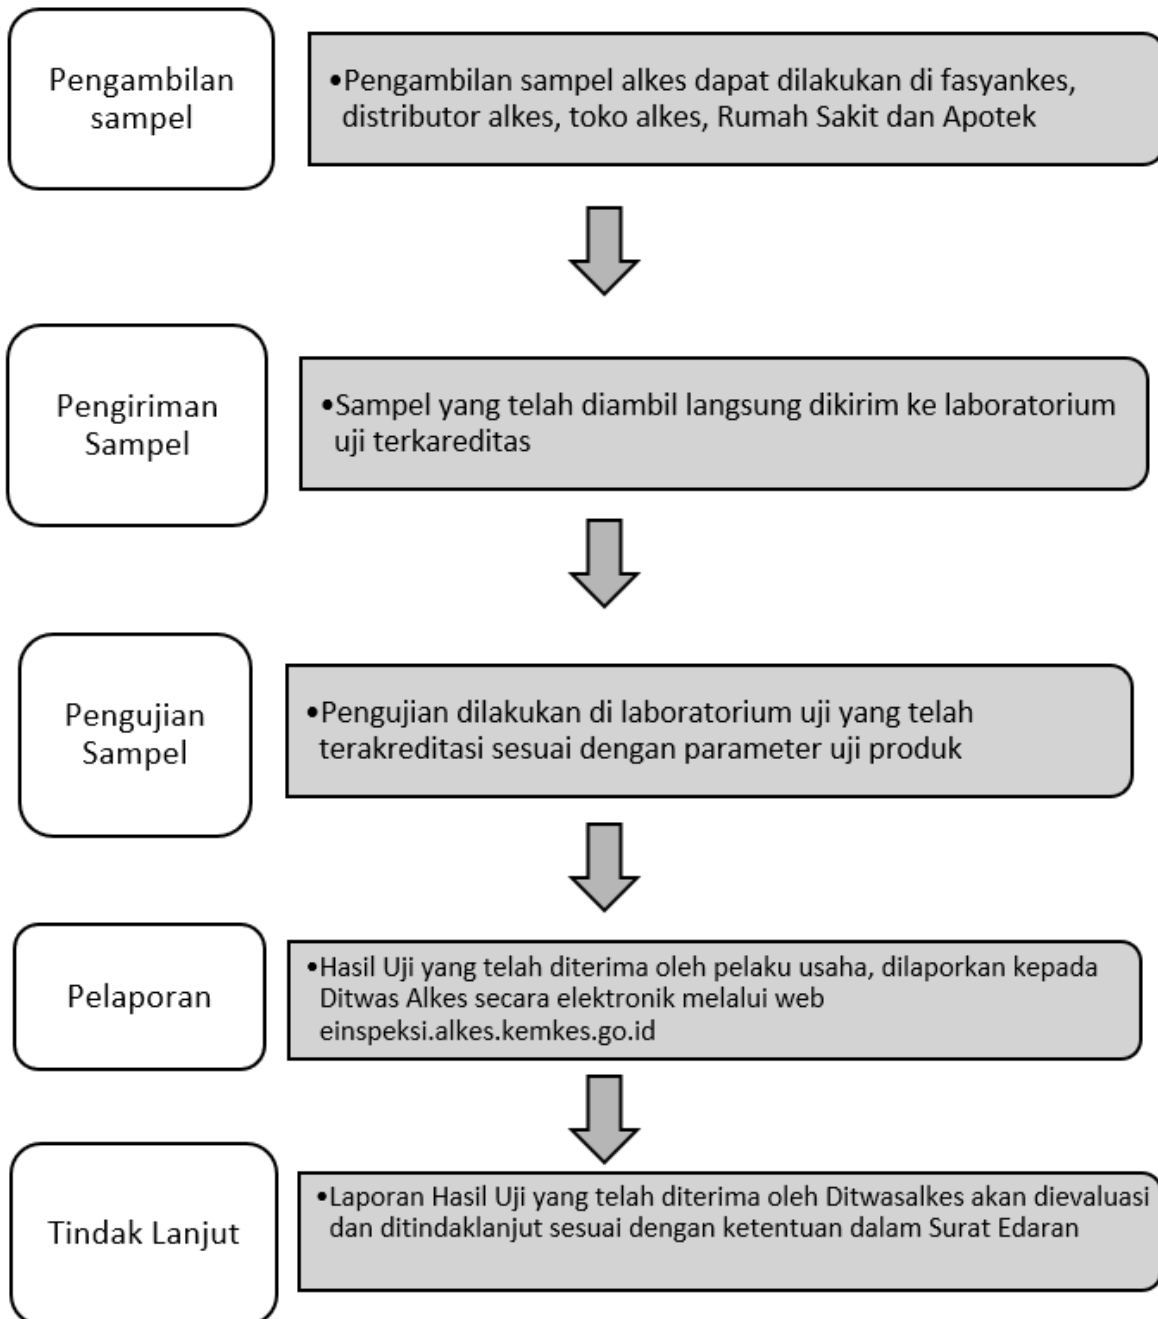 Pengambilan
sampel
•Pengambilan sampel alkes dapat dilakukan di fasyankes,
distributor alkes, toko alkes, Rumah Sakit dan Apotek
Pengiriman
Sampel
•Sampel yang telah diambil langsung dikirim ke laboratorium
uji terkareditas
Pengujian
Sampel
•Pengujian dilakukan di laboratorium uji yang telah
terakreditasi sesuai dengan parameter uji produk
Pelaporan
•Hasil Uji yang telah diterima oleh pelaku usaha, dilaporkan kepada
Ditwas Alkes secara elektronik melalui web
einspeksi.alkes.kemkes.go.id
Tindak Lanjut
•Laporan Hasil Uji yang telah diterima oleh Ditwasalkes akan dievaluasi
dan ditindaklanjut sesuai dengan ketentuan dalam Surat Edaran